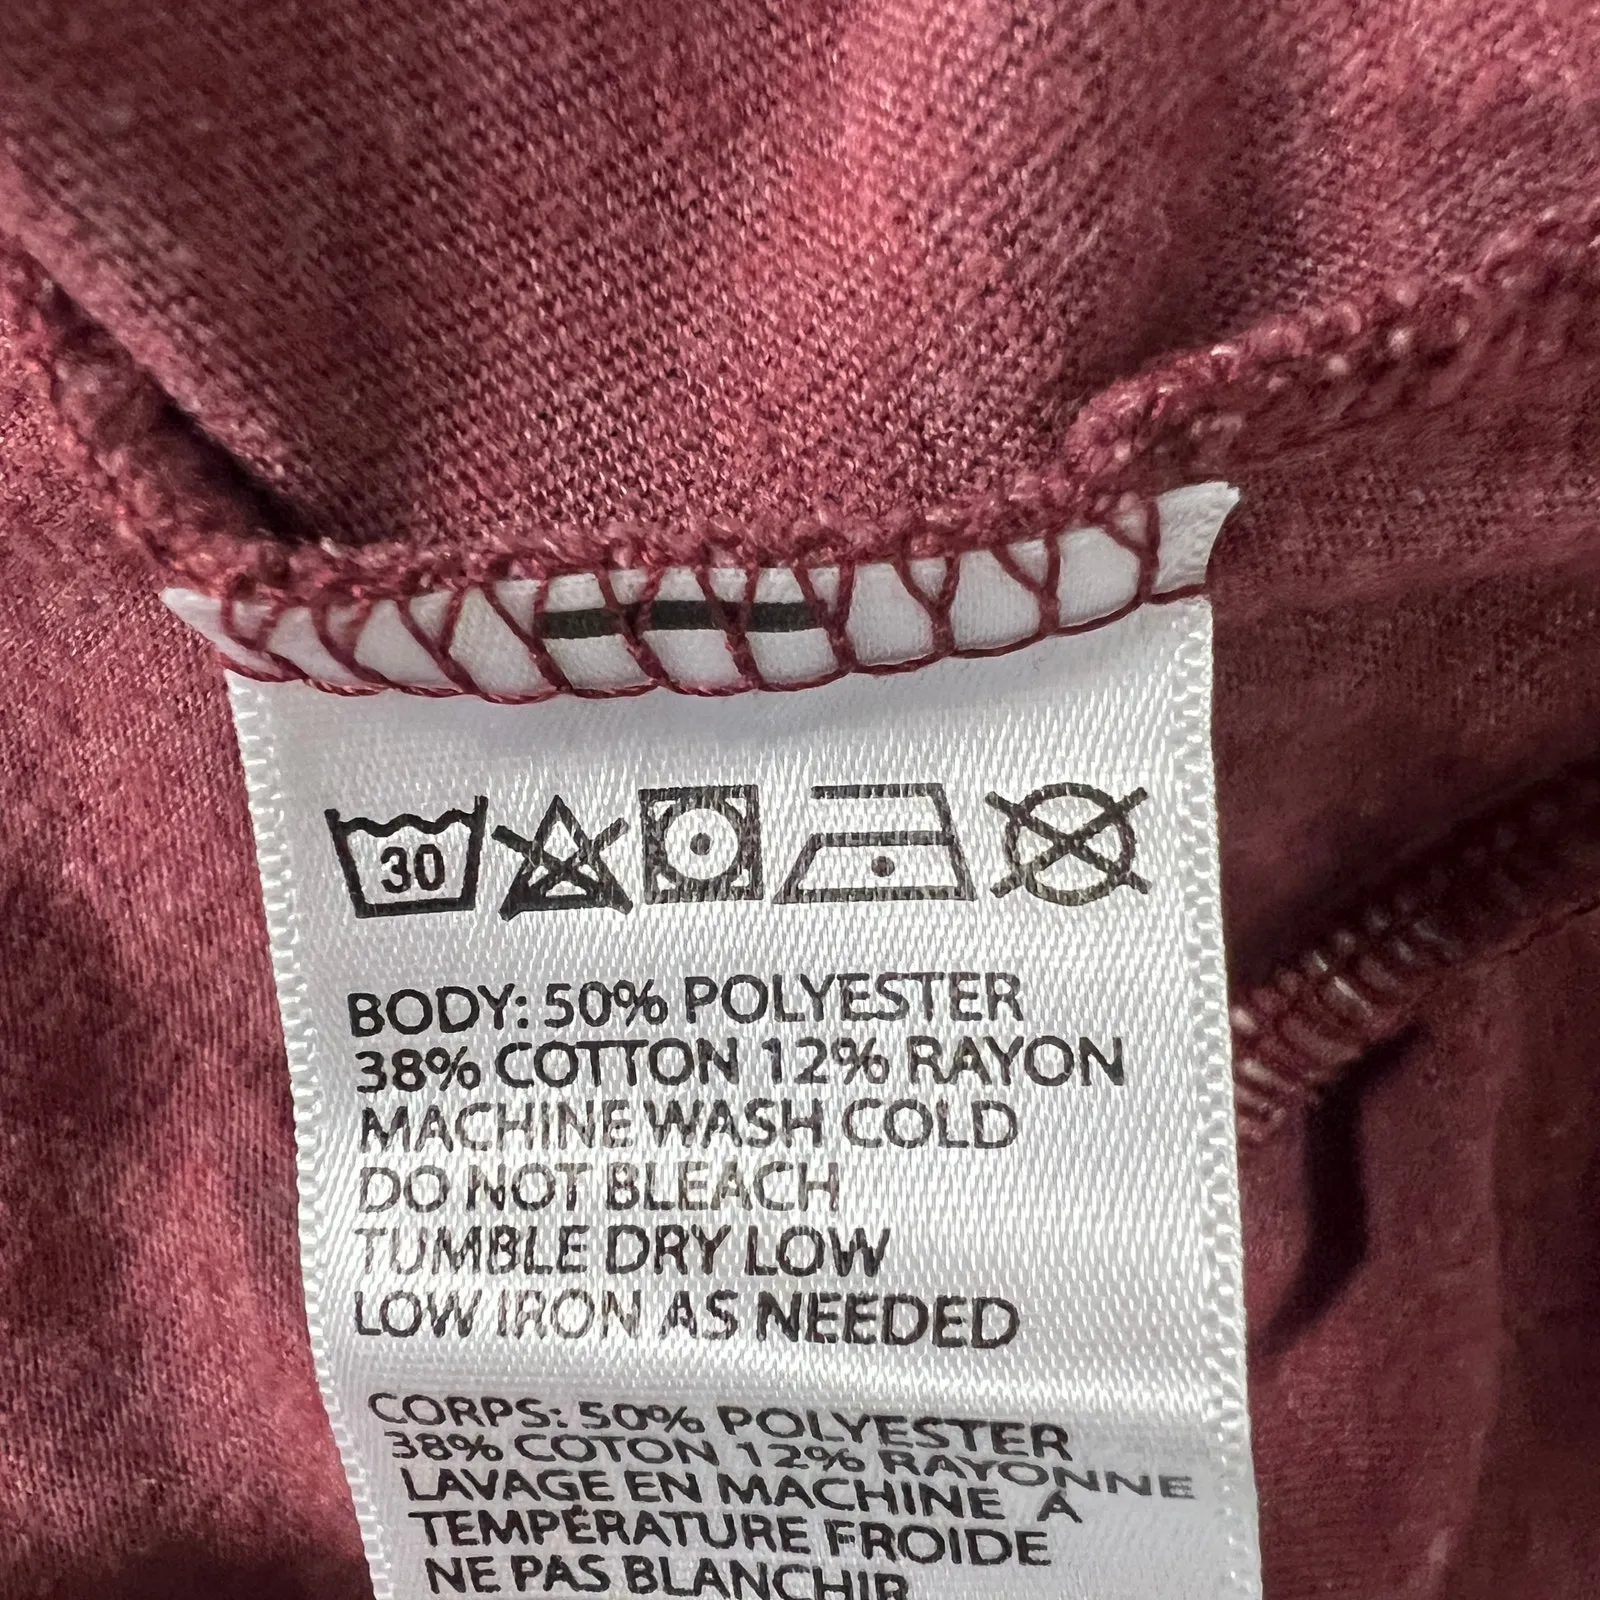 30
BODY: 50% POLYESTER
38% COTTON 12% RAYON
MACHINE WASH COLD
DO NOT BLEACH
TUMBLE DRY LOW
LOW IRON AS NEEDED
CORPS: 50% POLYESTER
38% COTON 12% RAYONNE
LAVAGE EN MACHINE À
TEMPÉRATURE FROIDE
NE PAS BLANCHIR